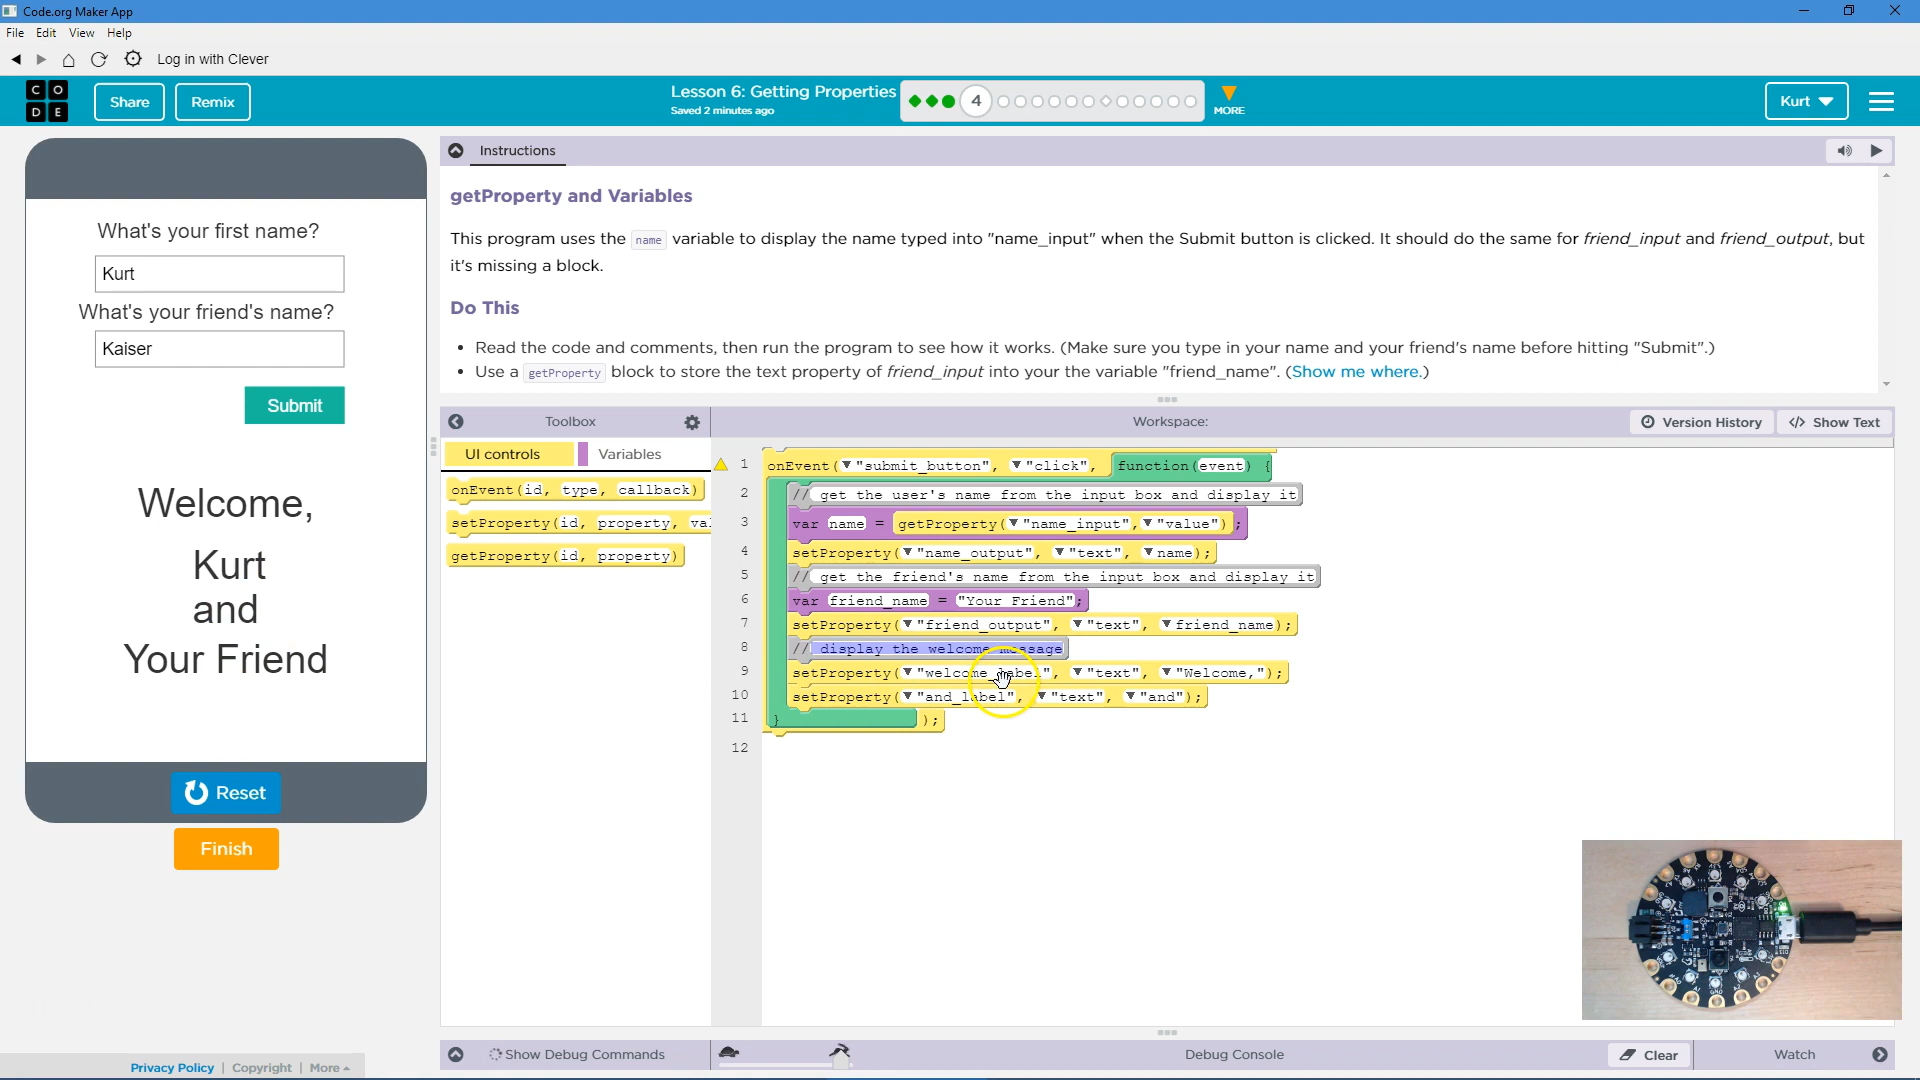 Code.org Maker App
File Edit View Help
Log in with Clever
C O
D E
Share
Remix
Lesson 6: Getting Properties
Saved 2 minutes ago
4
MORE
Kurt
What's your first name?
Kurt
What's your friend's name?
Kaiser
Submit
Welcome,
Kurt
and
Your Friend
Reset
Finish
Instructions
getProperty and Variables
This program uses the name variable to display the name typed into "name_input" when the Submit button is clicked. It should do the same for friend_input and friend_output, but
it's missing a block.
Do This
• Read the code and comments, then run the program to see how it works. (Make sure you type in your name and your friend's name before hitting "Submit".)
• Use a getProperty block to store the text property of friend_input into your the variable "friend_name". (Show me where.)
Toolbox
Workspace:
Version History
</> Show Text
UI controls
Variables
onEvent(id, type, callback)
setProperty(id, property, val
getProperty(id, property)
1 onEvent(▼"submit_button", ▼"click", function(event) {
2 // get the user's name from the input box and display it
3 var name = getProperty(▼"name_input",▼"value");
4 setProperty(▼"name_output", ▼"text", ▼name);
5 // get the friend's name from the input box and display it
6 var friend_name = "Your Friend";
7 setProperty(▼"friend_output", ▼"text", ▼friend_name);
8 // display the welcome message
9 setProperty(▼"welcome_label", ▼"text", ▼"Welcome,");
10 setProperty(▼"and_label", ▼"text", ▼"and");
11 } );
12
Show Debug Commands
Debug Console
Clear
Watch
Privacy Policy | Copyright | More